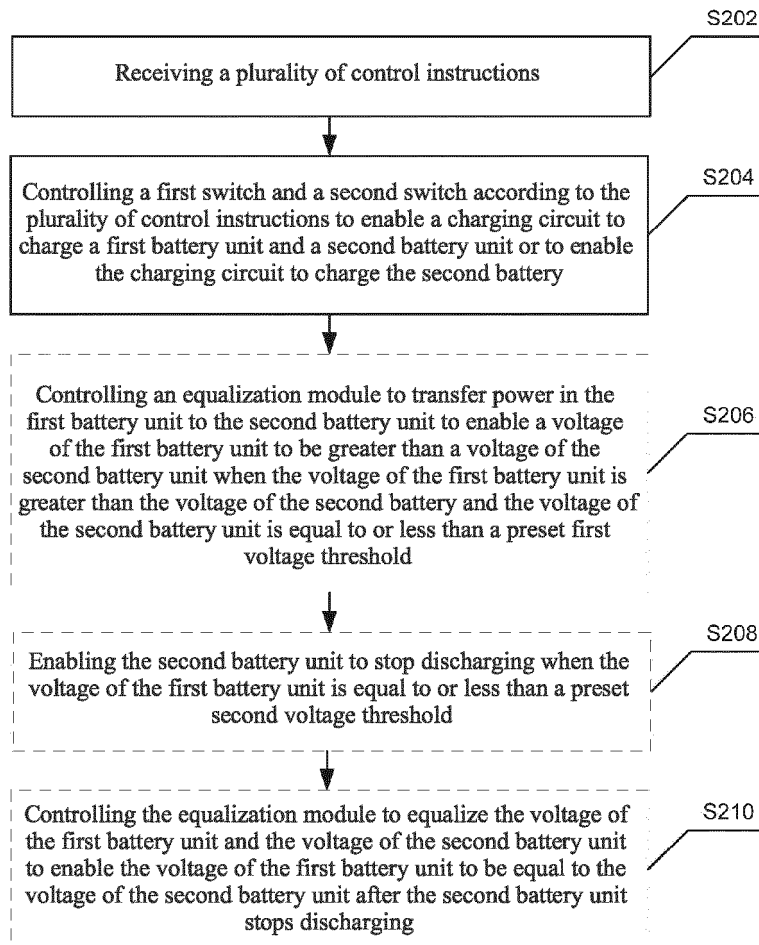 S202
Receiving a plurality of control instructions
S204
Controlling a first switch and a second switch according to the
plurality of control instructions to enable a charging circuit to
charge a first battery unit and a second battery unit or to enable
the charging circuit to charge the second battery
S206
Controlling an equalization module to transfer power in the
first battery unit to the second battery unit to enable a voltage
of the first battery unit to be greater than a voltage of the
second battery unit when the voltage of the first battery unit is
greater than the voltage of the second battery and the voltage of
the second battery unit is equal to or less than a preset first
voltage threshold
S208
Enabling the second battery unit to stop discharging when the
voltage of the first battery unit is equal to or less than a preset
second voltage threshold
S210
Controlling the equalization module to equalize the voltage of
the first battery unit and the voltage of the second battery unit
to enable the voltage of the first battery unit to be equal to the
voltage of the second battery unit after the second battery unit
stops discharging